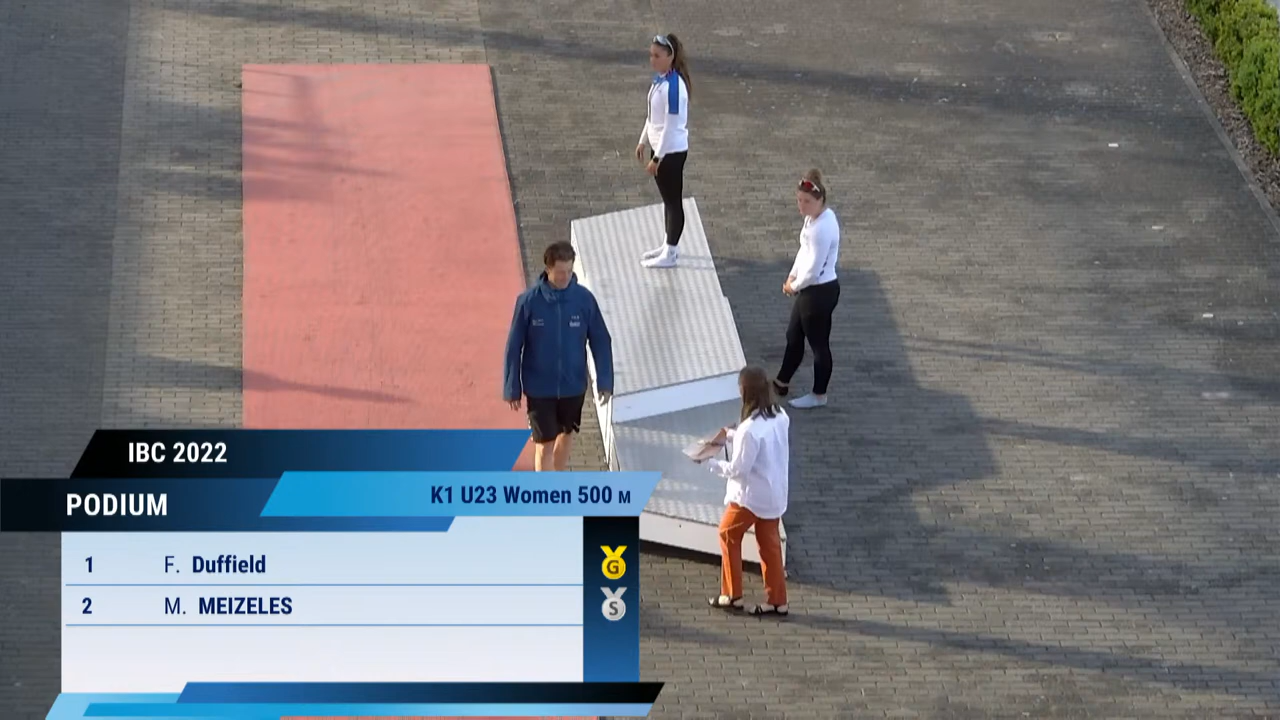 IBC 2022
PODIUM
K1 U23 Women 500 M
1 F. Duffield G
2 M. MEIZELES S